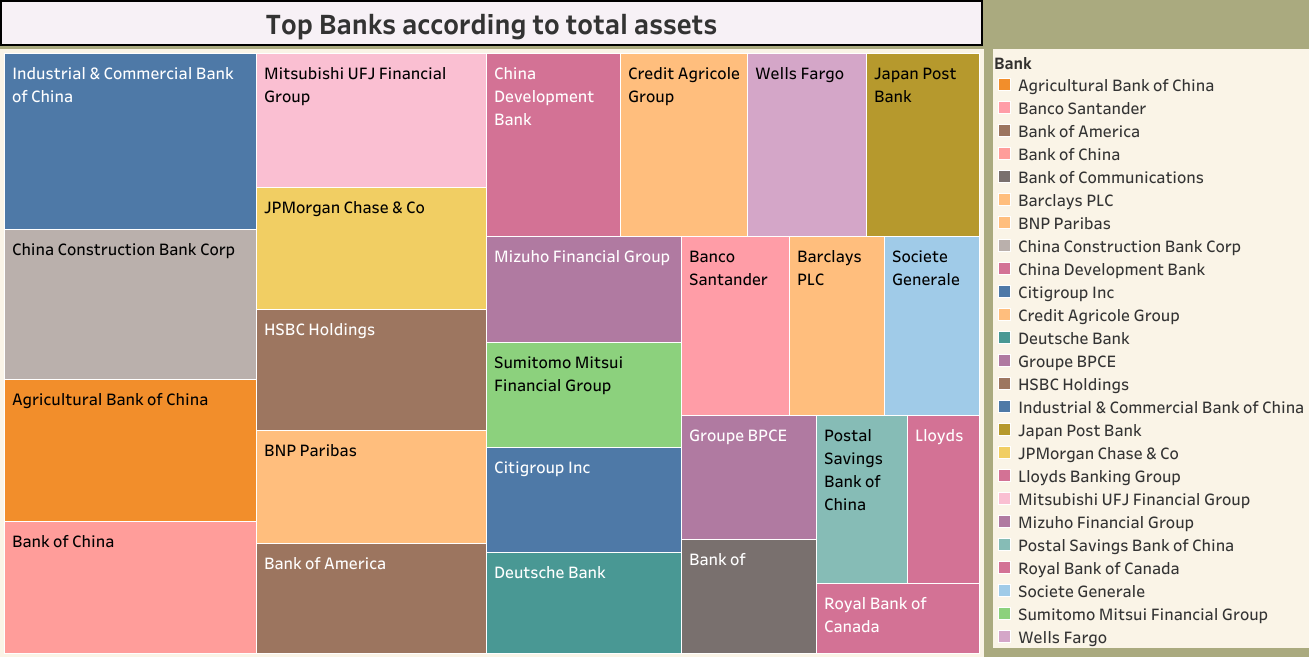 Top Banks according to total assets
Industrial & Commercial Bank
of China
China Construction Bank Corp
Agricultural Bank of China
Bank of China
Mitsubishi UFJ Financial
Group
JPMorgan Chase & Co
HSBC Holdings
BNP Paribas
Bank of America
China
Development
Bank
Credit Agricole
Group
Wells Fargo
Japan Post
Bank
Mizuho Financial Group
Sumitomo Mitsui
Financial Group
Citigroup Inc
Deutsche Bank
Banco
Santander
Barclays
PLC
Societe
Generale
Groupe BPCE
Bank of
Postal
Savings
Bank of
China
Lloyds
Royal Bank of
Canada
Bank
Agricultural Bank of China
Banco Santander
Bank of America
Bank of China
Bank of Communications
Barclays PLC
BNP Paribas
China Construction Bank Corp
China Development Bank
Citigroup Inc
Credit Agricole Group
Deutsche Bank
Groupe BPCE
HSBC Holdings
Industrial & Commercial Bank of China
Japan Post Bank
JPMorgan Chase & Co
Lloyds Banking Group
Mitsubishi UFJ Financial Group
Mizuho Financial Group
Postal Savings Bank of China
Royal Bank of Canada
Societe Generale
Sumitomo Mitsui Financial Group
Wells Fargo